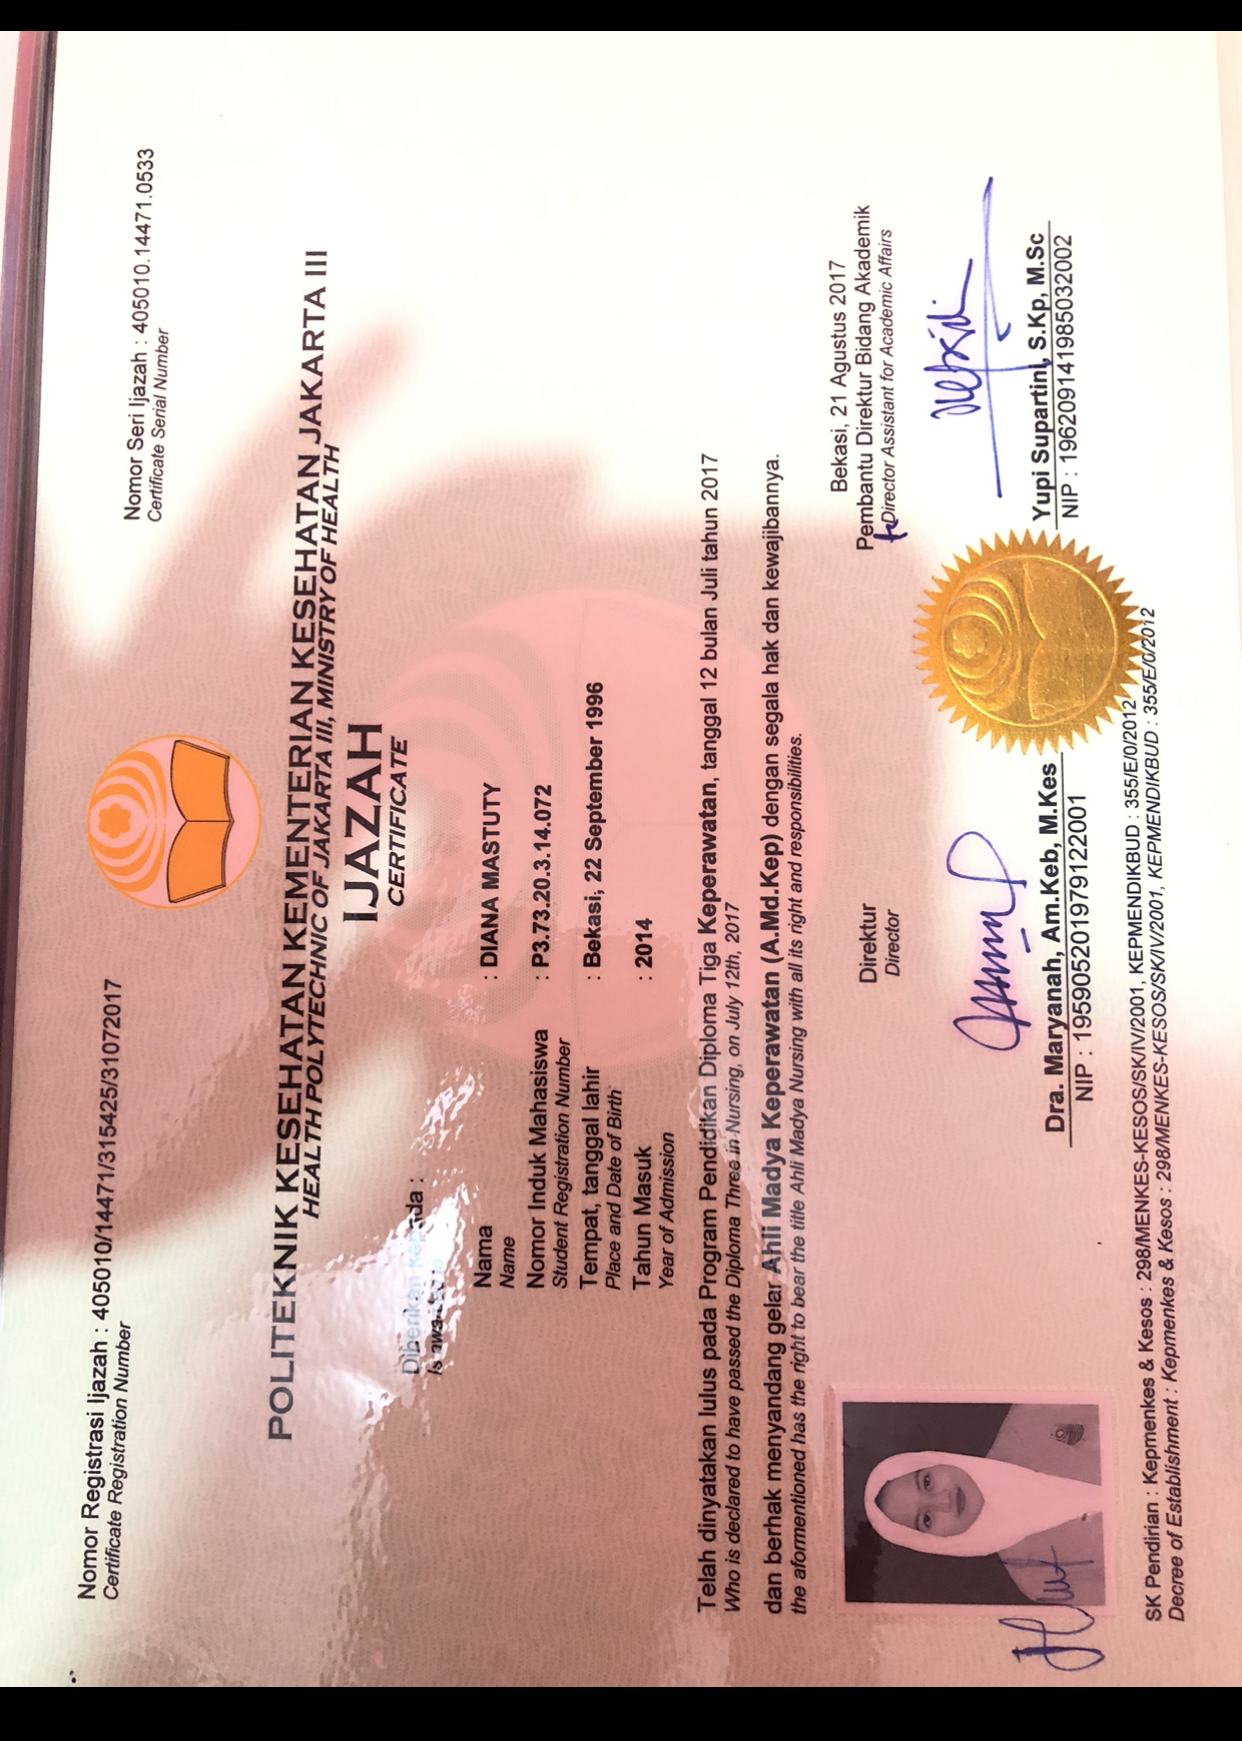 Nomor Registrasi Ijazah : 405010/14471/315425/31072017
Certificate Registration Number
Nomor Seri Ijazah : 405010.14471.0533
Certificate Serial Number
POLITEKNIK KESEHATAN KEMENTERIAN KESEHATAN JAKARTA III
HEALTH POLYTECHNIC OF JAKARTA III, MINISTRY OF HEALTH
IJAZAH
CERTIFICATE
Diberikan kepada :
Is awarded to
Nama : DIANA MASTUTY
Name
Nomor Induk Mahasiswa : P3.73.20.3.14.072
Student Registration Number
Tempat, tanggal lahir : Bekasi, 22 September 1996
Place and Date of Birth
Tahun Masuk : 2014
Year of Admission
Telah dinyatakan lulus pada Program Pendidikan Diploma Tiga Keperawatan, tanggal 12 bulan Juli tahun 2017
Who is declared to have passed the Diploma Three in Nursing, on July 12th, 2017
dan berhak menyandang gelar Ahli Madya Keperawatan (A.Md.Kep) dengan segala hak dan kewajibannya.
the aformentioned has the right to bear the title Ahli Madya Nursing with all its right and responsibilities.
Direktur
Director
Dra. Maryanah, Am.Keb, M.Kes
NIP : 195905201979122001
Bekasi, 21 Agustus 2017
Pembantu Direktur Bidang Akademik
Director Assistant for Academic Affairs
Yupi Supartini, S.Kp, M.Sc
NIP : 196209141985032002
SK Pendirian : Kepmenkes & Kesos : 298/MENKES-KESOS/SK/IV/2001, KEPMENDIKBUD : 355/E/0/2012
Decree of Establishment : Kepmenkes & Kesos : 298/MENKES-KESOS/SK/IV/2001, KEPMENDIKBUD : 355/E/0/2012